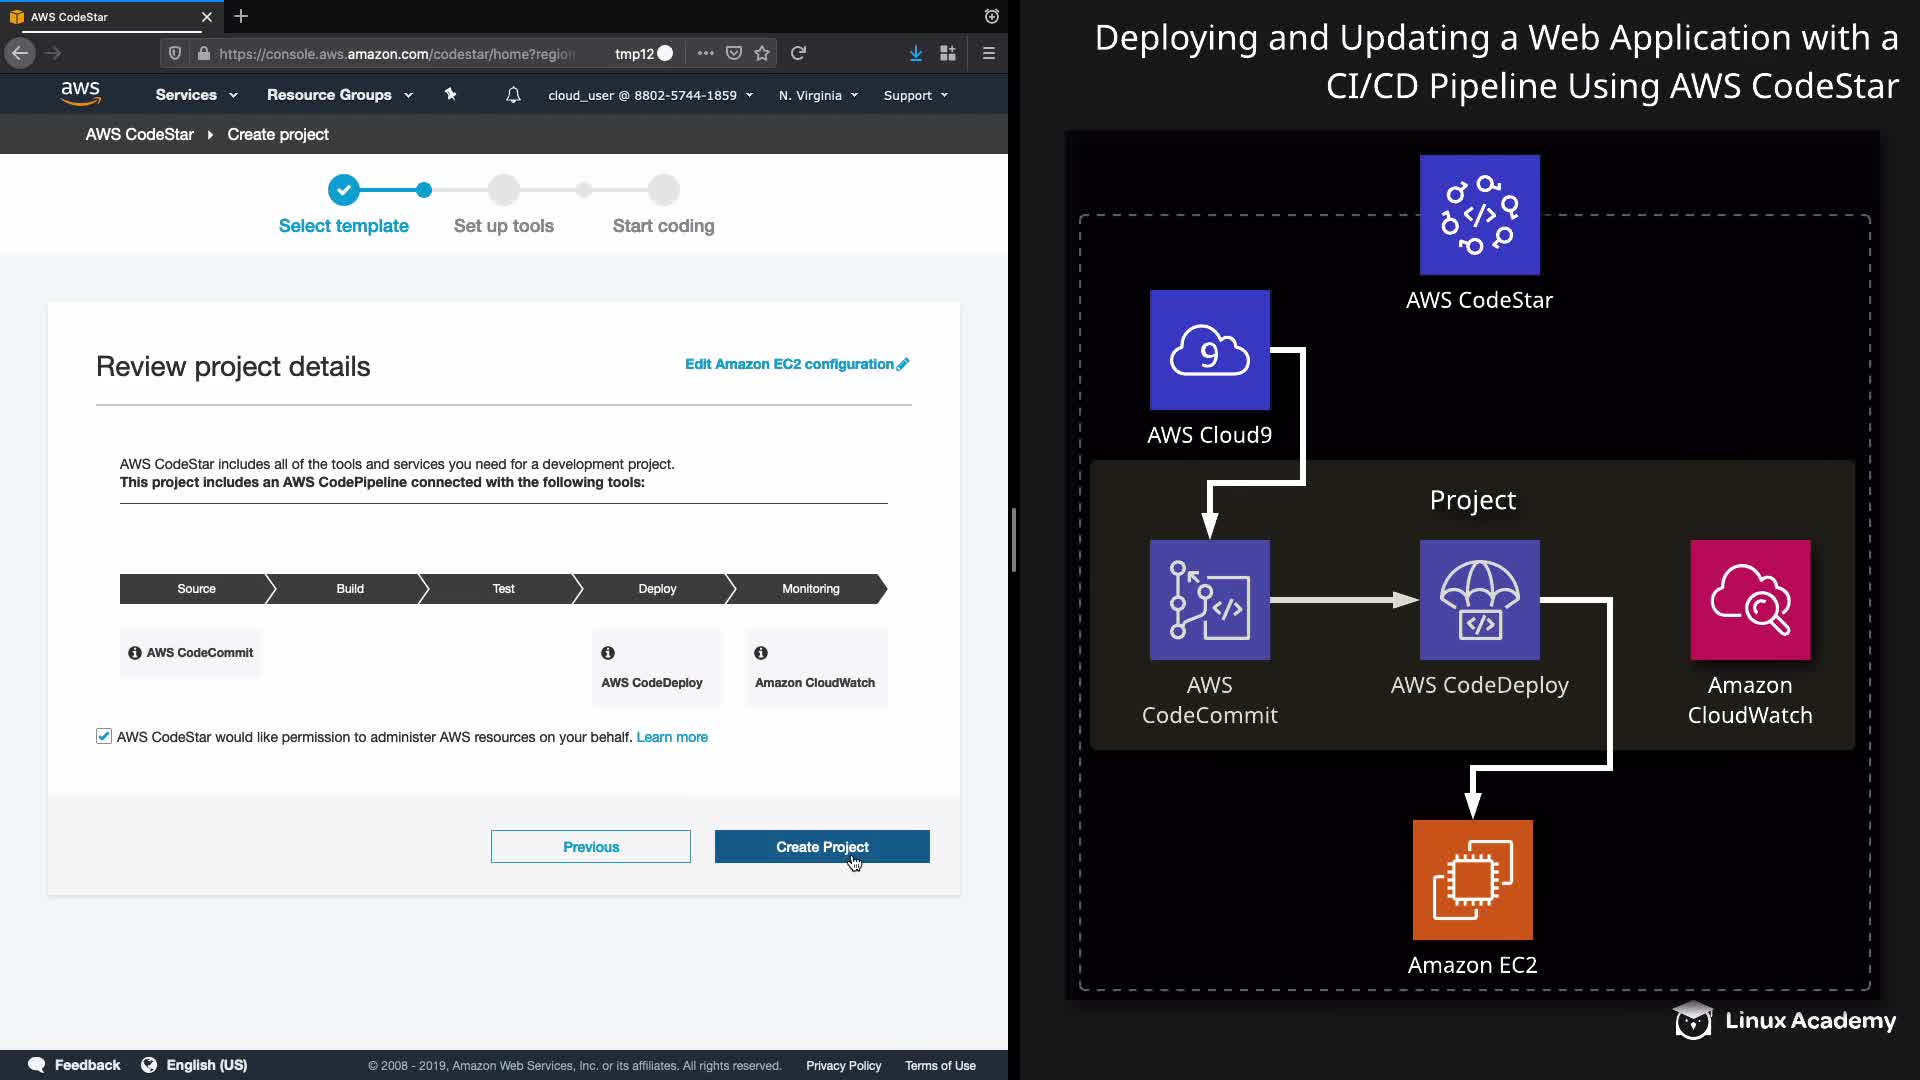 AWS CodeStar
https://console.aws.amazon.com/codestar/home?region
tmp12
aws
Services
Resource Groups
cloud_user @ 8802-5744-1859
N. Virginia
Support
AWS CodeStar
Create project
Select template
Set up tools
Start coding
Review project details
Edit Amazon EC2 configuration
AWS CodeStar includes all of the tools and services you need for a development project.
This project includes an AWS CodePipeline connected with the following tools:
Source
Build
Test
Deploy
Monitoring
AWS CodeCommit
AWS CodeDeploy
Amazon CloudWatch
AWS CodeStar would like permission to administer AWS resources on your behalf. Learn more
Previous
Create Project
Feedback
English (US)
© 2008 - 2019, Amazon Web Services, Inc. or its affiliates. All rights reserved.
Privacy Policy
Terms of Use
Deploying and Updating a Web Application with a
CI/CD Pipeline Using AWS CodeStar
AWS CodeStar
9
AWS Cloud9
Project
AWS
CodeCommit
AWS CodeDeploy
Amazon
CloudWatch
Amazon EC2
Linux Academy